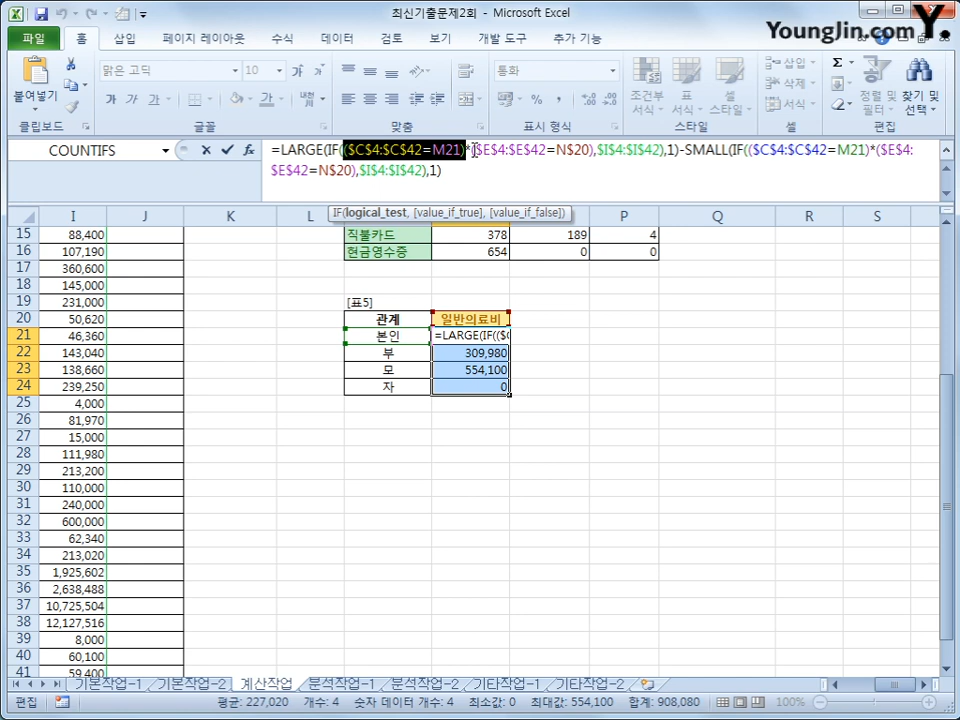 최신기출문제2회 - Microsoft Excel
YoungJin.com Y.
파일 홈 삽입 페이지 레이아웃 수식 데이터 검토 보기 개발 도구 추가 기능
붙여넣기
클립보드
맑은 고딕 10
가 가 가
글꼴
맞춤
통화
% ,
표시 형식
조건부 서식
표 서식
셀 스타일
스타일
삽입
삭제
서식
셀
정렬 및 필터
찾기 및 선택
편집
COUNTIFS
=LARGE(IF(($C$4:$C$42=M21)*($E$4:$E$42=N$20),$I$4:$I$42),1)-SMALL(IF(($C$4:$C$42=M21)*($E$4:
$E$42=N$20),$I$4:$I$42),1)
IF(logical_test, [value_if_true], [value_if_false])
I J K L P Q R S
15 88,400 직불카드 378 189 4
16 107,190 현금영수증 654 0 0
17 360,600
18 145,000
19 231,000 [표5]
20 50,620 관계 일반의료비
21 46,360 본인 =LARGE(IF(($C
22 143,040 부 309,980
23 138,660 모 554,100
24 239,250 자 0
25 4,000
26 81,970
27 15,000
28 111,980
29 213,200
30 110,000
31 240,000
32 600,000
33 62,340
34 213,020
35 1,925,602
36 2,638,488
37 10,725,504
38 12,127,516
39 8,000
40 60,100
41 59,400
기본작업-1 기본작업-2 계산작업 분석작업-1 분석작업-2 기타작업-1 기타작업-2
편집 평균: 227,020 개수: 4 숫자 데이터 개수: 4 최소값: 0 최대값: 554,100 합계: 908,080 100%